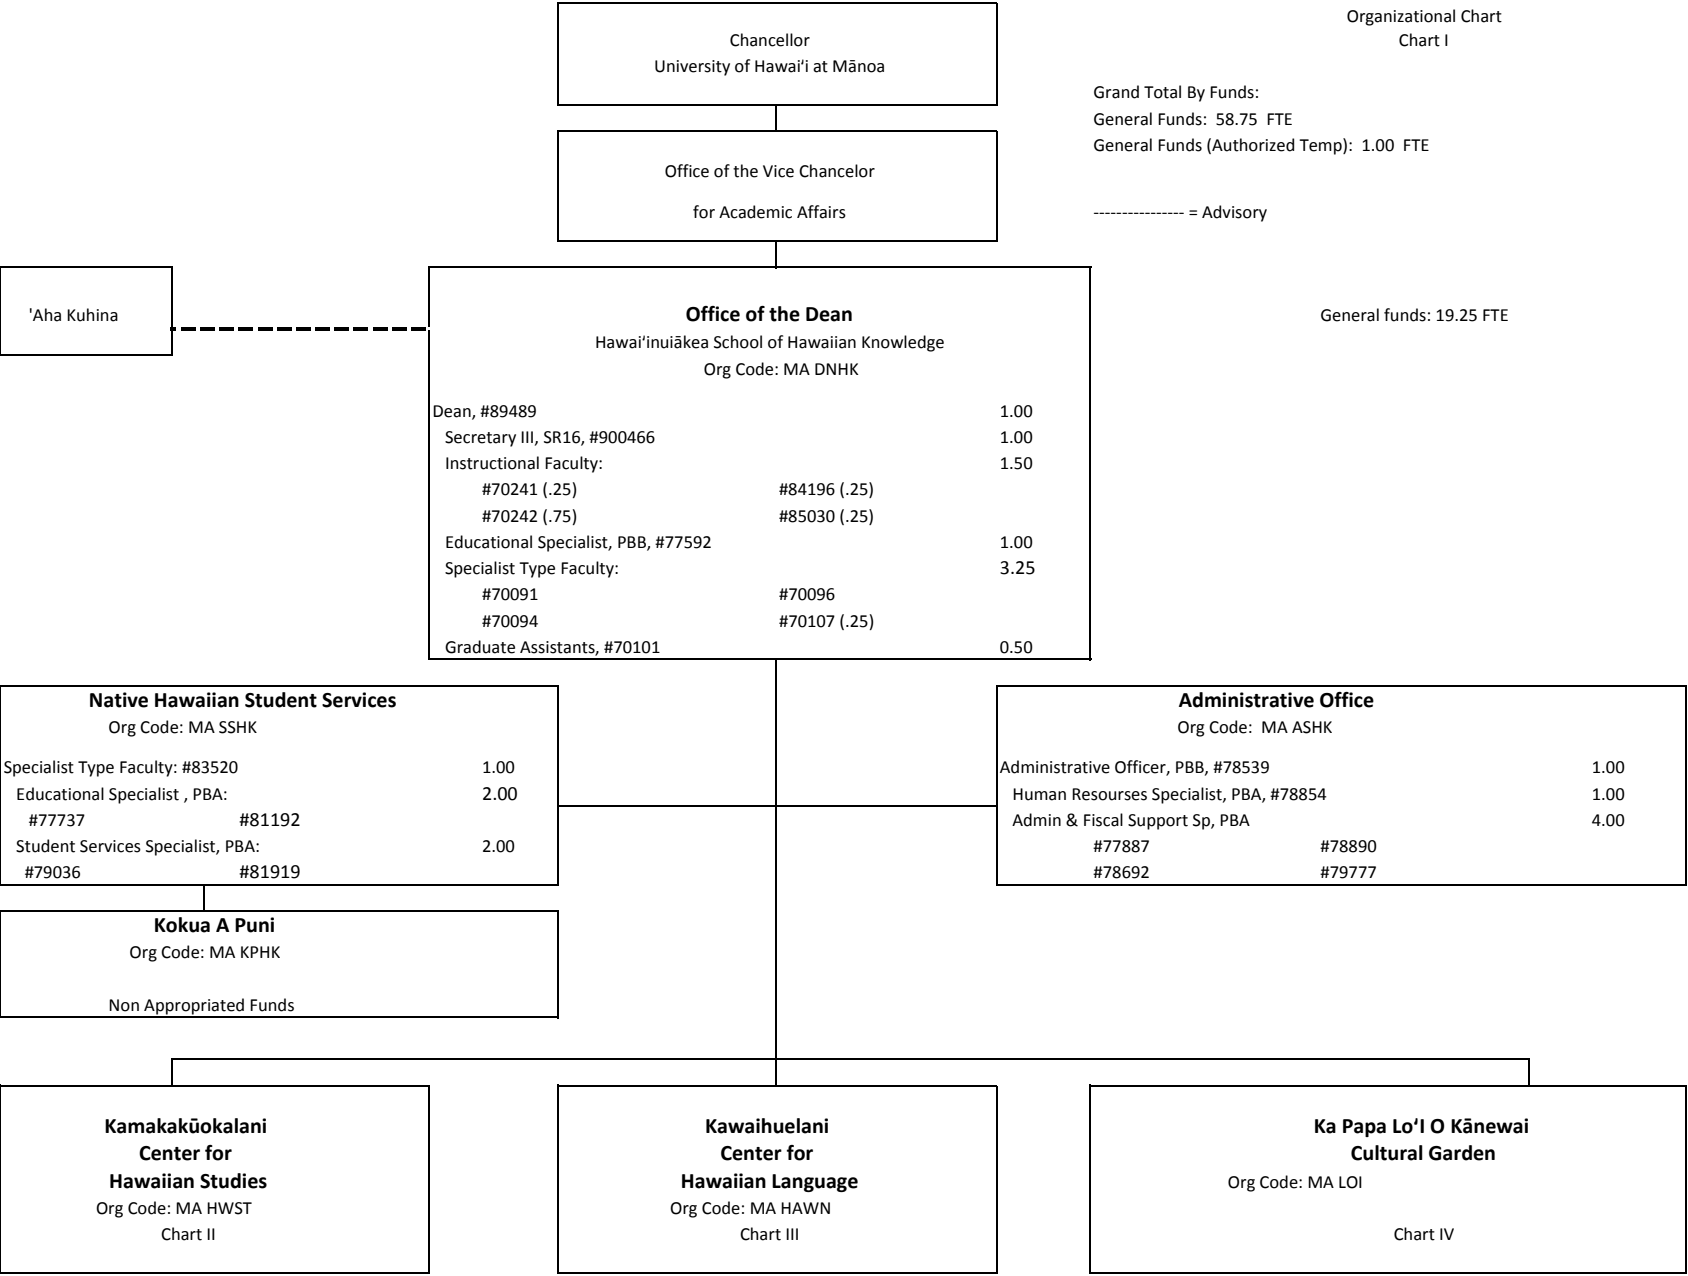 Organizational Chart
Chart I
Chancellor
University of Hawaiʻi at Mānoa
Grand Total By Funds:
General Funds: 58.75 FTE
General Funds (Authorized Temp): 1.00 FTE
Office of the Vice Chancelor
for Academic Affairs
---------------- = Advisory
'Aha Kuhina
Office of the Dean
Hawaiʻinuiākea School of Hawaiian Knowledge
Org Code: MA DNHK
General funds: 19.25 FTE
Dean, #89489 1.00
Secretary III, SR16, #900466 1.00
Instructional Faculty: 1.50
#70241 (.25) #84196 (.25)
#70242 (.75) #85030 (.25)
Educational Specialist, PBB, #77592 1.00
Specialist Type Faculty: 3.25
#70091 #70096
#70094 #70107 (.25)
Graduate Assistants, #70101 0.50
Native Hawaiian Student Services
Org Code: MA SSHK
Specialist Type Faculty: #83520 1.00
Educational Specialist , PBA: 2.00
#77737 #81192
Student Services Specialist, PBA: 2.00
#79036 #81919
Administrative Office
Org Code: MA ASHK
Administrative Officer, PBB, #78539 1.00
Human Resourses Specialist, PBA, #78854 1.00
Admin & Fiscal Support Sp, PBA 4.00
#77887 #78890
#78692 #79777
Kokua A Puni
Org Code: MA KPHK
Non Appropriated Funds
Kamakakūokalani
Center for
Hawaiian Studies
Org Code: MA HWST
Chart II
Kawaihuelani
Center for
Hawaiian Language
Org Code: MA HAWN
Chart III
Ka Papa LoʻI O Kānewai
Cultural Garden
Org Code: MA LOI
Chart IV